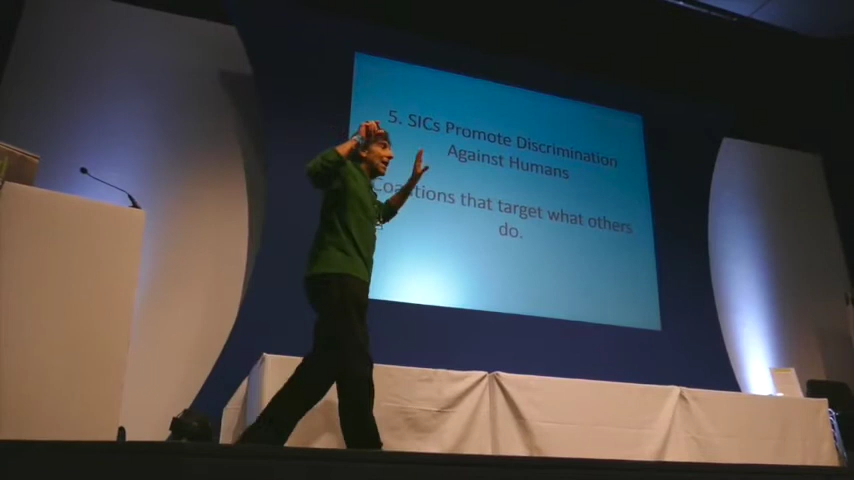 5. SICs Promote Discrimination
Against Humans.
Coalitions that target what others
do.